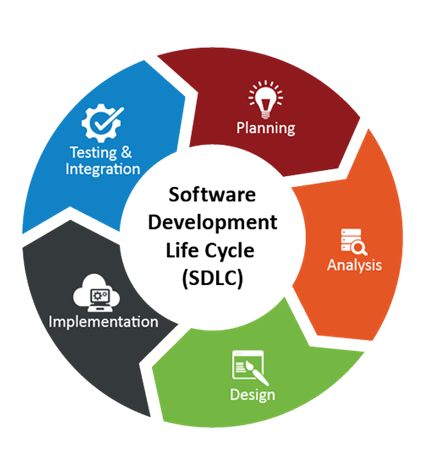 Planning
Analysis
Design
Implementation
Testing &
Integration
Software
Development
Life Cycle
(SDLC)